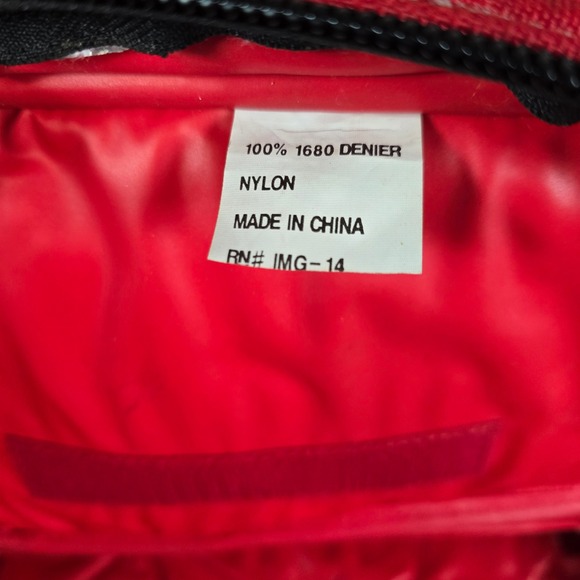 100% 1680 DENIER
NYLON
MADE IN CHINA
RN# IMG-14